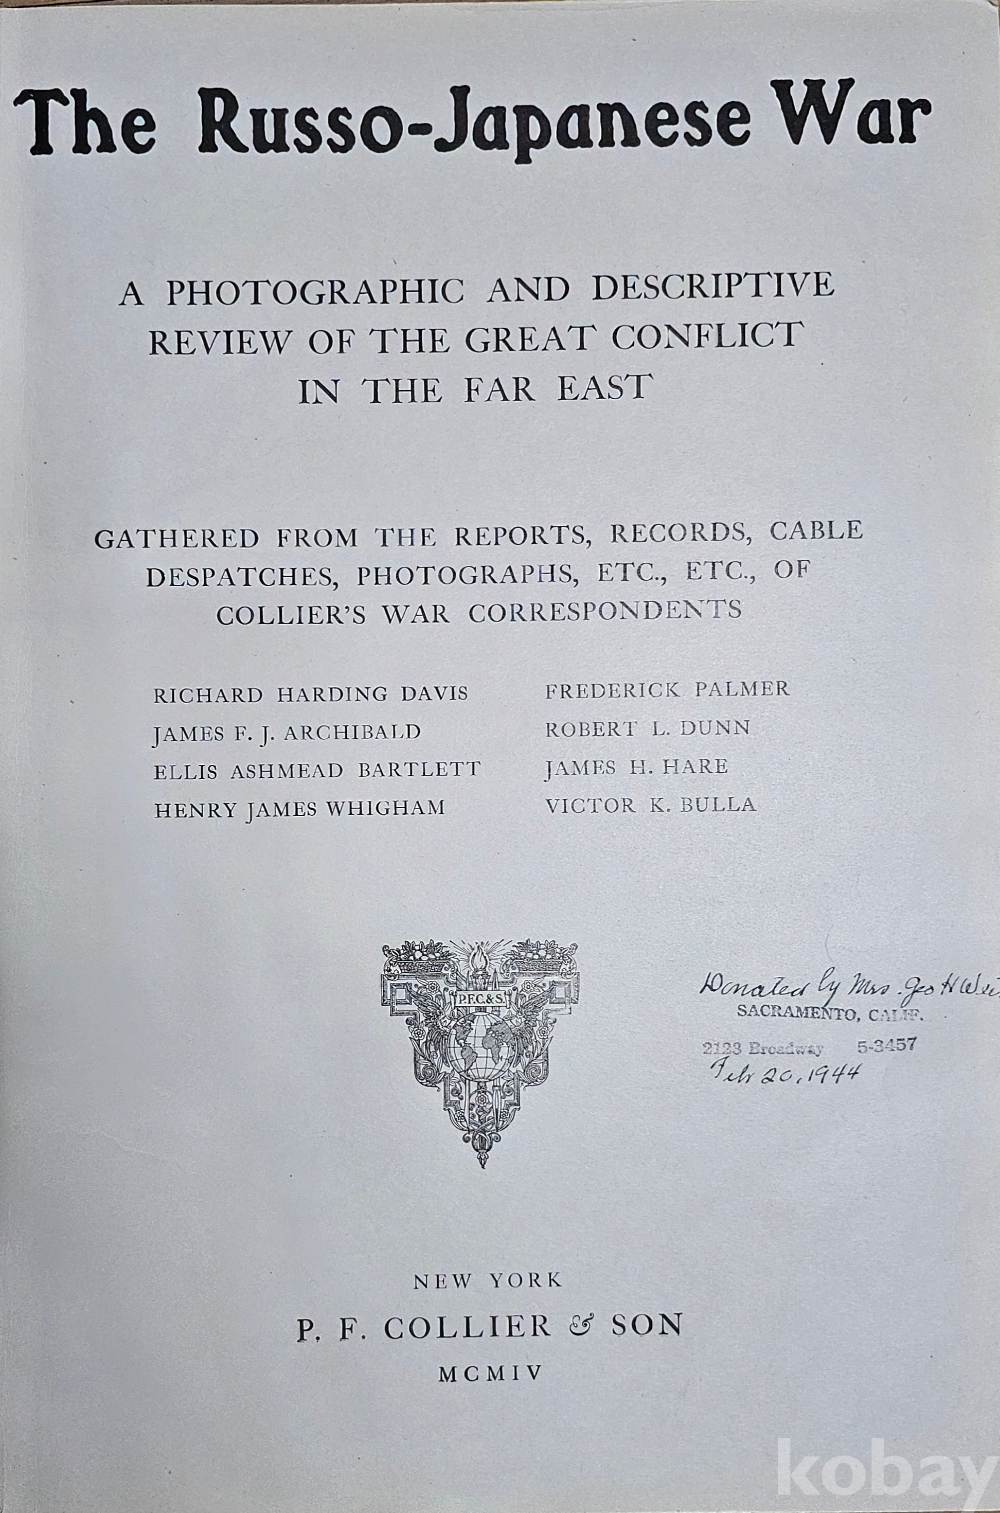 The Russo-Japanese War
A PHOTOGRAPHIC AND DESCRIPTIVE
REVIEW OF THE GREAT CONFLICT
IN THE FAR EAST
GATHERED FROM THE REPORTS, RECORDS, CABLE
DESPATCHES, PHOTOGRAPHS, ETC., ETC., OF
COLLIER'S WAR CORRESPONDENTS
RICHARD HARDING DAVIS
JAMES F. J. ARCHIBALD
ELLIS ASHMEAD BARTLETT
HENRY JAMES WHIGHAM
FREDERICK PALMER
ROBERT L. DUNN
JAMES H. HARE
VICTOR K. BULLA
P.F.C.&S.
Donated by Mrs. Geo H
SACRAMENTO, CALIF.
2123 Broadway 5-3457
Feb 20, 1944
NEW YORK
P. F. COLLIER & SON
MCMIV
kobay